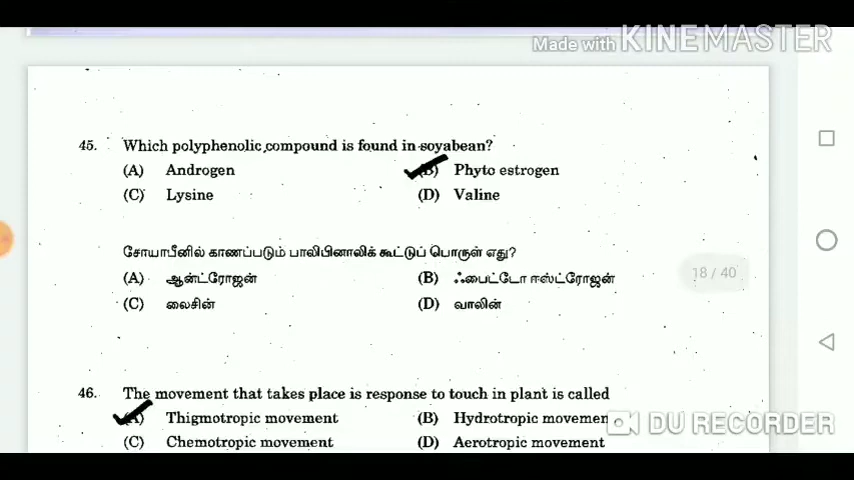 Made with KINEMASTER
45. Which polyphenolic compound is found in soyabean?
(A) Androgen (B) Phyto estrogen
(C) Lysine (D) Valine
சோயாபீனில் காணப்படும் பாலிபினாலிக் கூட்டுப் பொருள் எது?
(A) ஆன்ட்ரோஜன் (B) ஃபைட்டோ ஈஸ்ட்ரோஜன்
18 / 40
(C) லைசின் (D) வாலின்
46. The movement that takes place is response to touch in plant is called
(A) Thigmotropic movement (B) Hydrotropic movemen
DU RECORDER
(C) Chemotropic movement (D) Aerotropic movement